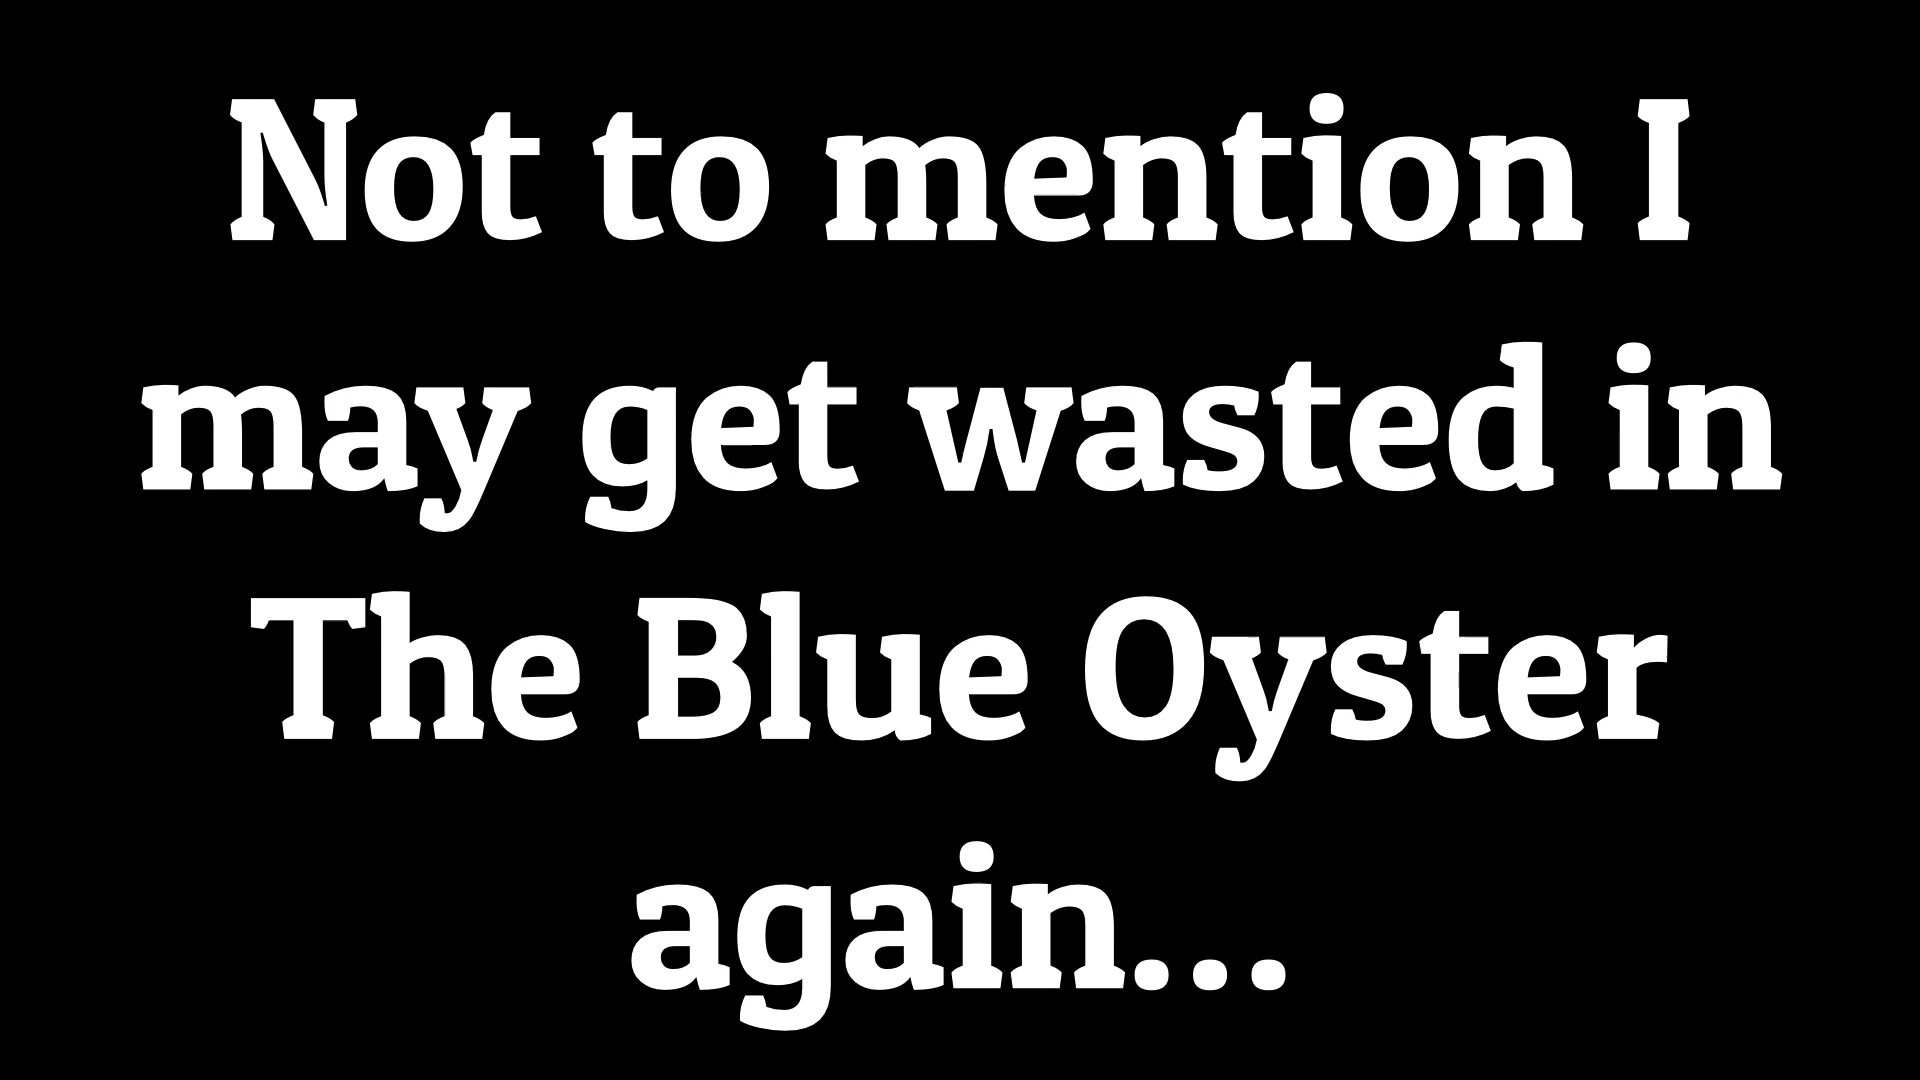 Not to mention I
may get wasted in
The Blue Oyster
again...